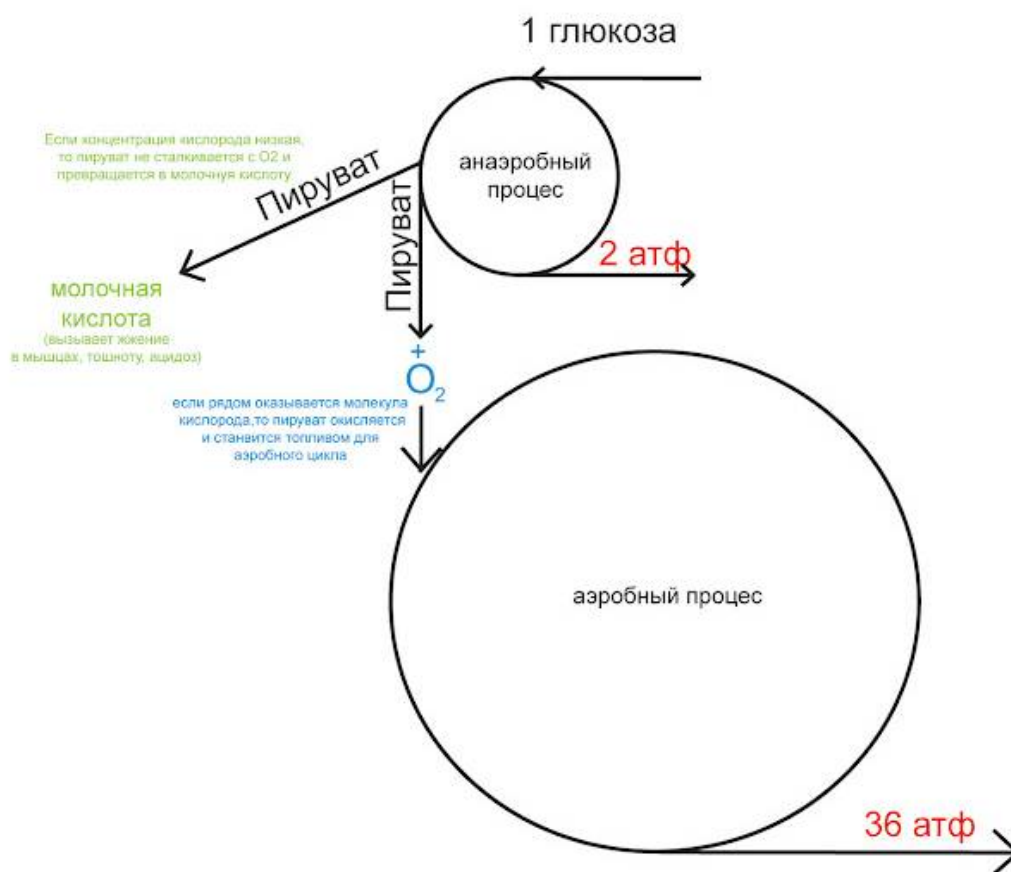 1 глюкоза
Если концентрация кислорода низкая,
то пируват не сталкивается с О2 и
превращается в молочную кислоту
Пируват
анаэробный
процес
Пируват
2 атф
молочная
кислота
(вызывает жжение
в мышцах, тошноту, ацидоз)
+
O2
если рядом оказывается молекула
кислорода,то пируват окисляется
и станвится топливом для
аэробного цикла
аэробный процес
36 атф